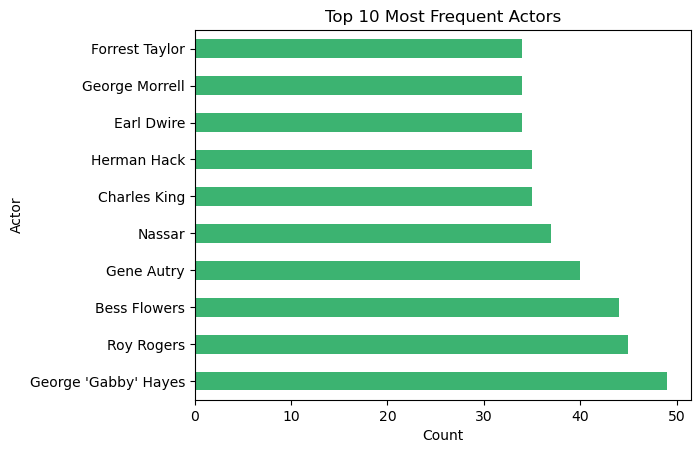 Top 10 Most Frequent Actors
Actor
Forrest Taylor
George Morrell
Earl Dwire
Herman Hack
Charles King
Nassar
Gene Autry
Bess Flowers
Roy Rogers
George 'Gabby' Hayes
0 10 20 30 40 50
Count